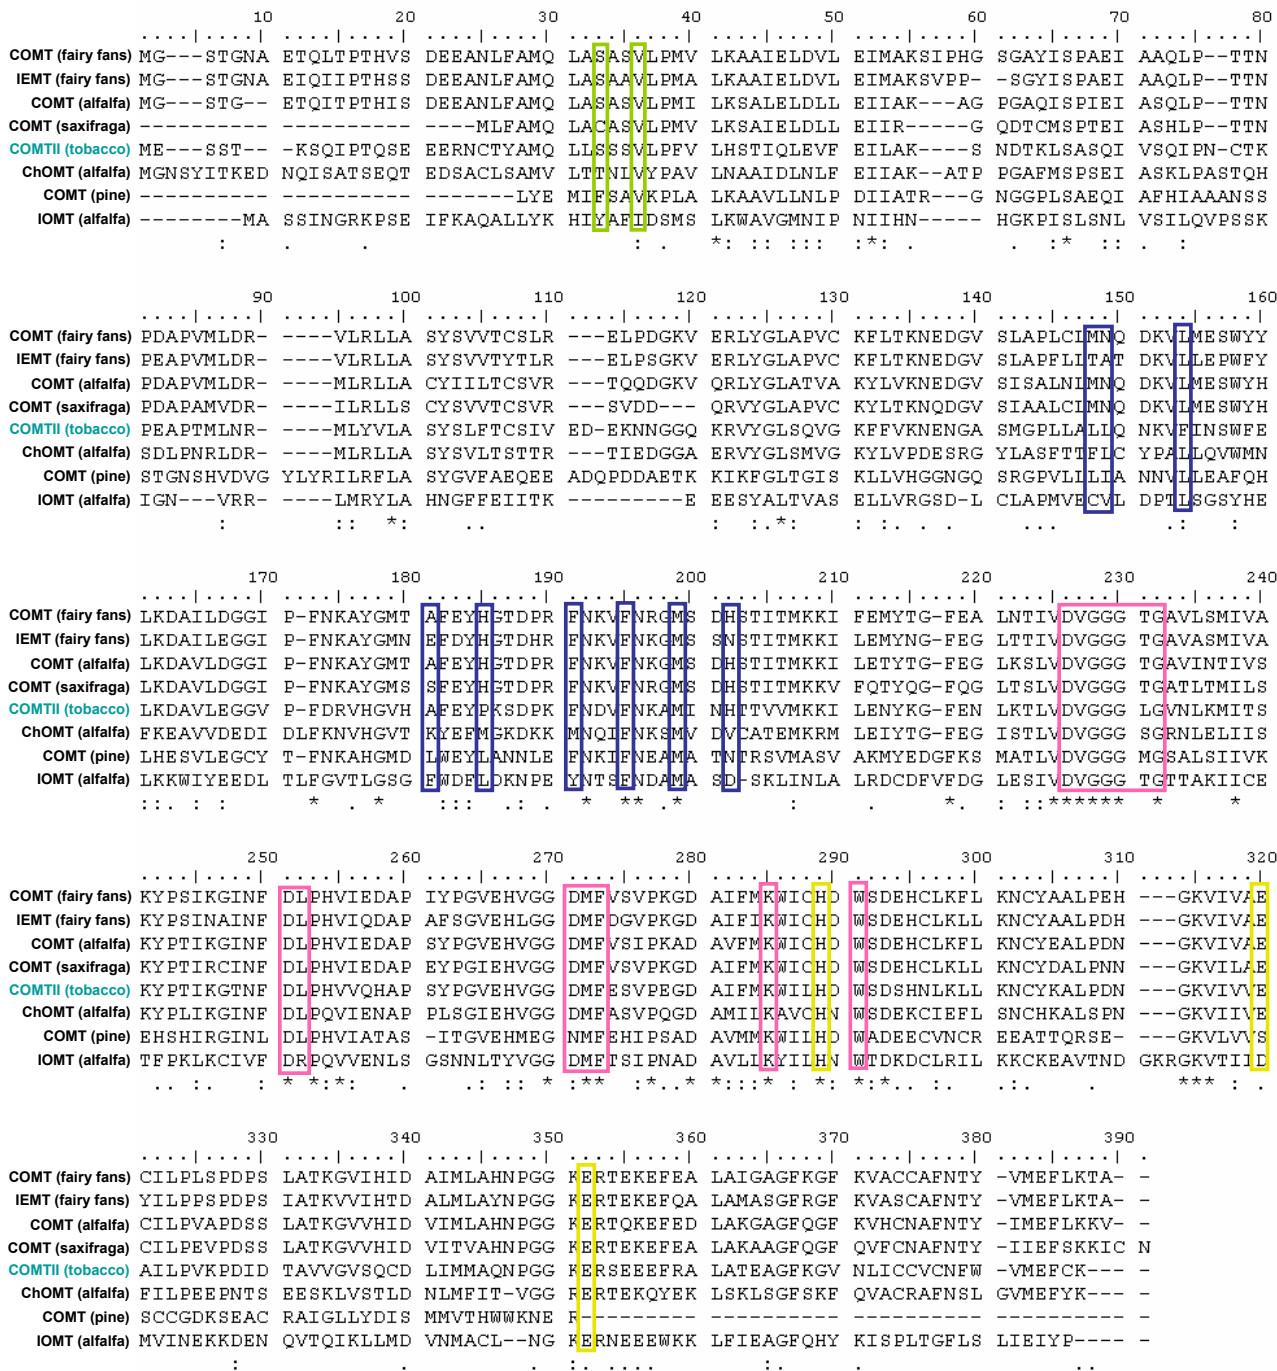 10 20 30 40 50 60 70 80
COMT (fairy fans) MG---STGNA ETQLTPTHVS DEEANLFAMQ LASASVLPMV LKAAIELDVL EIMAKSIPHG SGAYISPAEI AAQLP--TTN
IEMT (fairy fans) MG---STGNA EIQIIPTHSS DEEANLFAMQ LASAAVLPMA LKAAIELDVL EIMAKSVPP- -SGYISPAEI AAQLP--TTN
COMT (alfalfa) MG---STG-- ETQITPTHIS DEEANLFAMQ LASASVLPMI LKSALELDLL EIIAK---AG PGAQISPIEI ASQLP--TTN
COMT (saxifraga) ---------- ---------- ----MLFAMQ LACASVLPMV LKSAIELDLL EIIR-----G QDTCMSPTEI ASHLP--TTN
COMTII (tobacco) ME---SST-- -KSQIPTQSE EERNCTYAMQ LLSSSVLPFV LHSTIQLEVF EILAK----S NDTKLSASQI VSQIPN-CTK
ChOMT (alfalfa) MGNSYITKED NQISATSEQT EDSACLSAMV LTTNLVYPAV LNAAIDLNLF EIIAK--ATP PGAFMSPSEI ASKLPASTQH
COMT (pine) ---------- ---------- -------LYE MIFSAVKPLA LKAAVLLNLP DIIATR---G NGGPLSAEQI AFHIAAANSS
IOMT (alfalfa) --------MA SSINGRKPSE IFKAQALLYK HIYAFIDSMS LKWAVGMNIP NIIHN----- HGKPISLSNL VSILQVPSSK
. . . : . *: :: ::: :*: . :* :: :
90 100 110 120 130 140 150 160
COMT (fairy fans) PDAPVMLDR- ----VLRLLA SYSVVTCSLR ---ELPDGKV ERLYGLAPVC KFLTKNEDGV SLAPLCLMNQ DKVLMESWYY
IEMT (fairy fans) PEAPVMLDR- ----VLRLLA SYSVVTYTLR ---ELPSGKV ERLYGLAPVC KFLTKNEDGV SLAPFLLTAT DKVLLEPWFY
COMT (alfalfa) PDAPVMLDR- ----MLRLLA CYIILTCSVR ---TQQDGKV QRLYGLATVA KYLVKNEDGV SISALNLMNQ DKVLMESWYH
COMT (saxifraga) PDAPAMVDR- ----ILRLLS CYSVVTCSVR ---SVDD--- QRVYGLAPVC KYLTKNQDGV SIAALCLMNQ DKVLMESWYH
COMTII (tobacco) PEAPTMLNR- ----MLYVLA SYSLFTCSIV ED-EKNNGGQ KRVYGLSQVG KFFVKNENGA SMGPLLALLQ NKVFINSWFE
ChOMT (alfalfa) SDLPNRLDR- ----MLRLLA SYSVLTSTTR ---TIEDGGA ERVYGLSMVG KYLVPDESRG YLASFTTFLC YPALLQVWMN
COMT (pine) STGNSHVDVG YLYRILRFLA SYGVFAEQEE ADQPDDAETK KIKFGLTGIS KLLVHGGNGQ SRGPVLLLIA NNVLLEAFQH
IOMT (alfalfa) IGN---VRR- ----LMRYLA HNGFFEIITK ---------E EESYALTVAS ELLVRGSD-L CLAPMVECVL DPTLSGSYHE
: :: *: .. : :.*: : :. . : :.. . : :
170 180 190 200 210 220 230 240
COMT (fairy fans) LKDAILDGGI P-FNKAYGMT AFEYHGTDPR FNKVFNRGMS DHSTITMKKI FEMYTG-FEA LNTIVDVGGG TGAVLSMIVA
IEMT (fairy fans) LKDAILEGGI P-FNKAYGMN EFDYHGTDHR FNKVFNKGMS SNSTITMKKI LEMYNG-FEG LTTIVDVGGG TGAVASMIVA
COMT (alfalfa) LKDAVLDGGI P-FNKAYGMT AFEYHGTDPR FNKVFNKGMS DHSTITMKKI LETYTG-FEG LKSLVDVGGG TGAVINTIVS
COMT (saxifraga) LKDAVLDGGI P-FNKAYGMS SFEYHGTDPR FNKVFNRGMS DHSTITMKKV FQTYQG-FQG LTSLVDVGGG TGATLTMILS
COMTII (tobacco) LKDAVLEGGV P-FDRVHGVH AFEYPKSDPK FNDVFNKAMI NHTTVVMKKI LENYKG-FEN LKTLVDVGGG LGVNLKMITS
ChOMT (alfalfa) FKEAVVDEDI DLFKNVHGVT KYEFMGKDKK MNQIFNKSMV DVCATEMKRM LEIYTG-FEG ISTLVDVGGG SGRNLELIIS
COMT (pine) LHESVLEGCY T-FNKAHGMD LWEYLANNLE FNKIFNESMA TNTRSVMASV AKMYEDGFKS MATLVDVGGG MGSALSIIVK
IOMT (alfalfa) LKKWIYEEDL TLFGVTLGSG FWDFLDKNPE YNTSFNDAMA SD-SKLINLA LKDCDFVFDG LESIVDVGGG TGTTAKIICE
::. :: * . * ::: :: . * ** * : . * . : ::****** * *
250 260 270 280 290 300 310 320
COMT (fairy fans) KYPSIKGINF DLPHVIEDAP IYPGVEHVGG DMFVSVPKGD AIFMKWICHD WSDEHCLKFL KNCYAALPEH ---GKVIVAE
IEMT (fairy fans) KYPSINAINF DLPHVIQDAP AFSGVEHLGG DMFDGVPKGD AIFIKWICHD WSDEHCLKLL KNCYAALPDH ---GKVIVAE
COMT (alfalfa) KYPTIKGINF DLPHVIEDAP SYPGVEHVGG DMFVSIPKAD AVFMKWICHD WSDEHCLKFL KNCYEALPDN ---GKVIVAE
COMT (saxifraga) KYPTIRCINF DLPHVIEDAP EYPGIEHVGG DMFVSVPKGD AIFMKWICHD WSDEHCLKLL KNCYDALPNN ---GKVILAE
COMTII (tobacco) KYPTIKGTNF DLPHVVQHAP SYPGVEHVGG DMFESVPEGD AIFMKWILHD WSDSHNLKLL KNCYKALPDN ---GKVIVVE
ChOMT (alfalfa) KYPLIKGINF DLPQVIENAP PLSGIEHVGG DMFASVPQGD AMILKAVCHN WSDEKCIEFL SNCHKALSPN ---GKVIIVE
COMT (pine) EHSHIRGINL DLPHVIATAS -ITGVEHMEG NMFEHIPSAD AVMMKWILHD WADEECVNCR EEATTQRSE- ---GKVLVVS
IOMT (alfalfa) TFPKLKCIVF DRPQVVENLS GSNNLTYVGG DMFTSIPNAD AVLLKYILHN WTDKDCLRIL KKCKEAVTND GKRGKVTIID
.. :. : * **: . .: :: * :** :* .* *:::* : *: *:*. :. :. . *** : .
330 340 350 360 370 380 390
COMT (fairy fans) CILPLSPDPS LATKGVIHID AIMLAHNPGG KERTEKEFEA LAIGAGFKGF KVACCAFNTY -VMEFLKTA- -
IEMT (fairy fans) YILPPSPDPS IATKVVIHTD ALMLAYNPGG KERTEKEFQA LAMASGFRGF KVASCAFNTY -VMEFLKTA- -
COMT (alfalfa) CILPVAPDSS LATKGVVHID VIMLAHNPGG KERTQKEFED LAKGAGFQGF KVHCNAFNTY -IMEFLKKV- -
COMT (saxifraga) CILPEVPDSS LATKGVVHID VITVAHNPGG KERTEKEFEA LAKAAGFQGF QVFCNAFNTY -IIEFSKKIC N
COMTII (tobacco) AILPVKPDID TAVVGVSQCD LIMMAQNPGG KERSEEEFRA LATEAGFKGV NLICCVCNFW -VMEFCK--- -
ChOMT (alfalfa) FILPEEPNTS EESKLVSTLD NLMFIT-VGG RERTEKQYEK LSKLSGFSKF QVACRAFNSL GVMEFYK--- -
COMT (pine) SCCGDKSEAC RAIGLLYDIS MMVTHWWKNE R--------- ---------- ---------- ---------- -
IOMT (alfalfa) MVINEKKDEN QVTQIKLLMD VNMACL--NG KERNEEEWKK LFIEAGFQHY KISPLTGFLS LIEIYP---- -
: . . : :.. : : . . ..